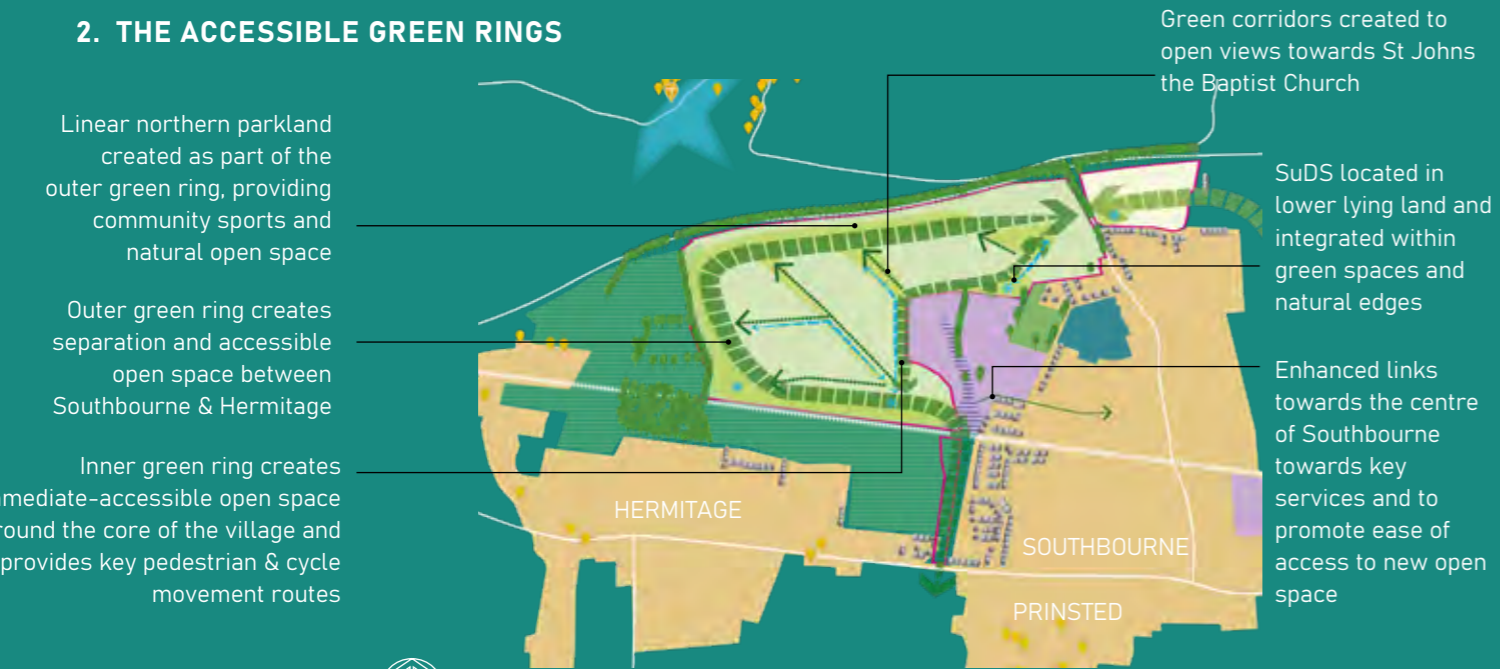 2. THE ACCESSIBLE GREEN RINGS
Linear northern parkland
created as part of the
outer green ring, providing
community sports and
natural open space
Outer green ring creates
separation and accessible
open space between
Southbourne & Hermitage
Inner green ring creates
accessible open space
the core of the village and
provides key pedestrian & cycle
movement routes
Green corridors created to
open views towards St Johns
the Baptist Church
SuDS located in
lower lying land and
integrated within
green spaces and
natural edges
Enhanced links
towards the centre
of Southbourne
towards key
services and to
promote ease of
access to new open
space
HERMITAGE
SOUTHBOURNE
PRINSTED